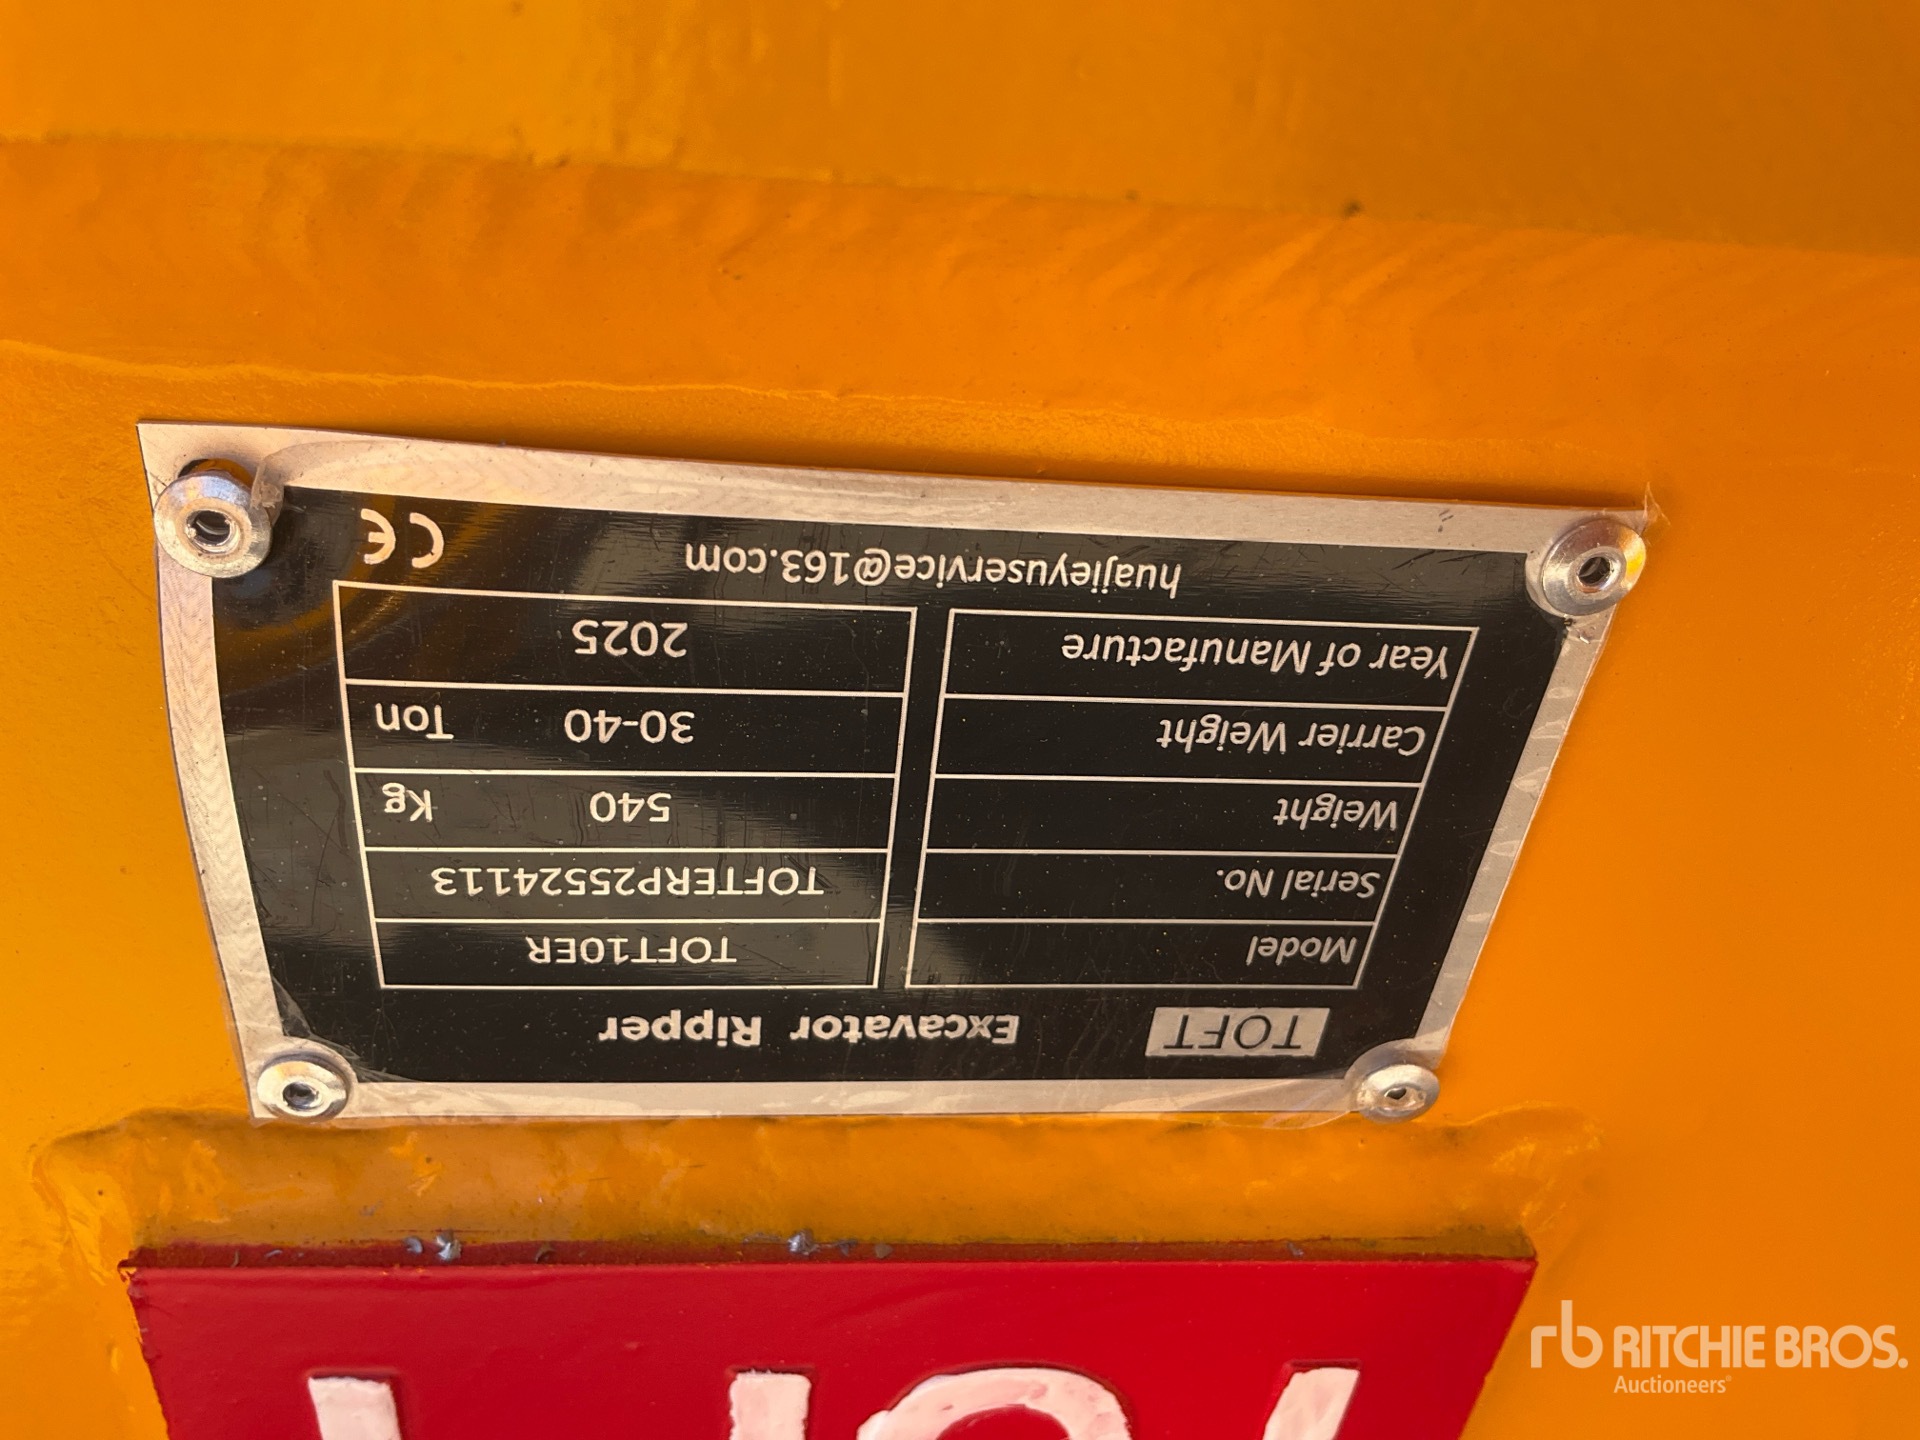 TOFT Excavator Ripper
Model TOFT10ER
Serial No. TOFTERP25524113
Weight 540 Kg
Carrier Weight 30-40 Ton
Year of Manufacture 2025
huajieyuservice@163.com CE
rb RITCHIE BROS.
Auctioneers